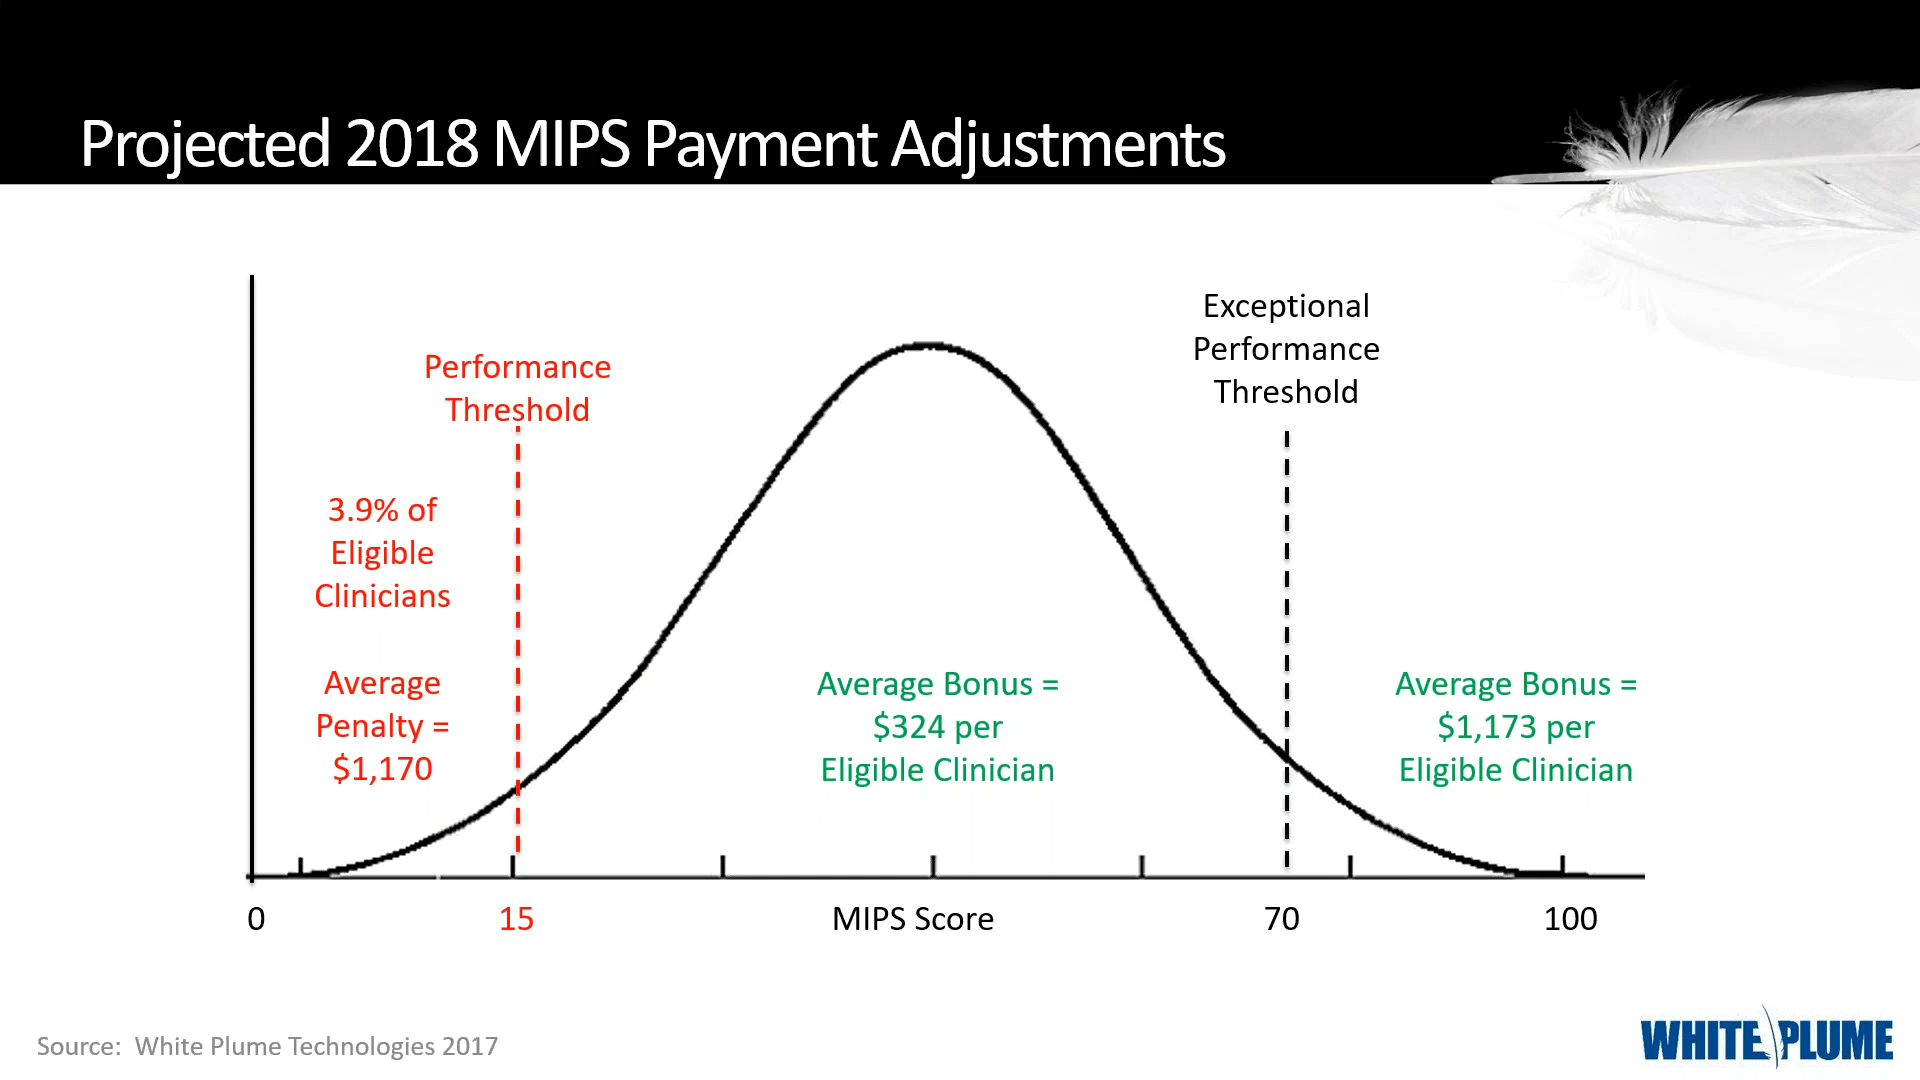 Projected 2018 MIPS Payment Adjustments
Exceptional
Performance
Threshold
Performance
Threshold
3.9% of
Eligible
Clinicians
Average
Penalty =
$1,170
Average Bonus =
$324 per
Eligible Clinician
Average Bonus =
$1,173 per
Eligible Clinician
0
15
MIPS Score
70
100
Source:  White Plume Technologies 2017
WHITE PLUME